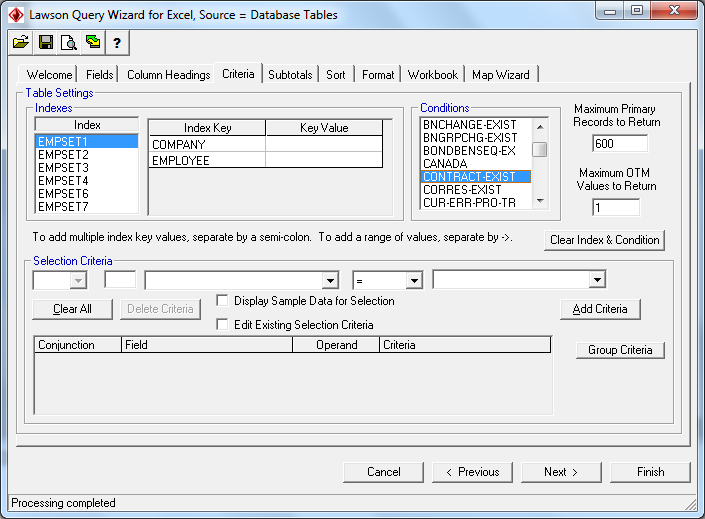 Lawson Query Wizard for Excel, Source = Database Tables
?
Welcome Fields Column Headings Criteria Subtotals Sort Format Workbook Map Wizard
Table Settings
Indexes
Index
EMPSET1
EMPSET2
EMPSET3
EMPSET4
EMPSET6
EMPSET7
Index Key Key Value
COMPANY
EMPLOYEE
Conditions
BNCHANGE-EXIST
BNGRPCHG-EXIST
BONDBENSEQ-EX
CANADA
CONTRACT-EXIST
CORRES-EXIST
CUR-ERR-PRO-TR
Maximum Primary
Records to Return
600
Maximum OTM
Values to Return
1
To add multiple index key values, separate by a semi-colon. To add a range of values, separate by ->.
Clear Index & Condition
Selection Criteria
=
Clear All
Delete Criteria
Display Sample Data for Selection
Edit Existing Selection Criteria
Add Criteria
Conjunction Field Operand Criteria
Group Criteria
Cancel < Previous Next > Finish
Processing completed